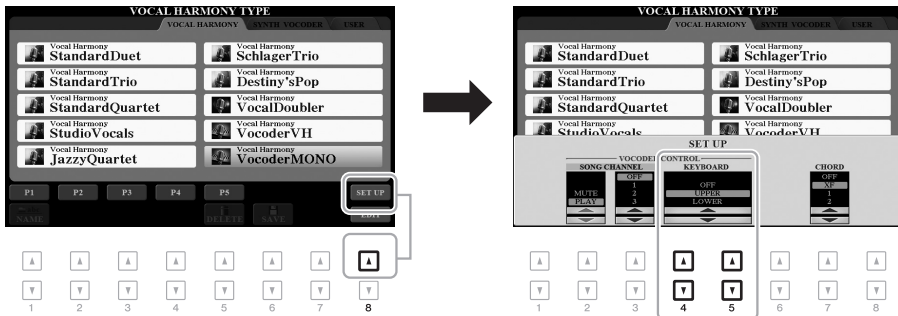 VOCAL HARMONY TYPE
VOCAL HARMONY SYNTH VOCODER USER
Vocal Harmony
StandardDuet
Vocal Harmony
SchlagerTrio
Vocal Harmony
StandardTrio
Vocal Harmony
Destiny'sPop
Vocal Harmony
StandardQuartet
Vocal Harmony
VocalDoubler
Vocal Harmony
StudioVocals
Vocal Harmony
VocoderVH
Vocal Harmony
JazzyQuartet
Vocal Harmony
VocoderMONO
P1 P2 P3 P4 P5 SET UP
NAME DELETE SAVE EDIT
1 2 3 4 5 6 7 8
VOCAL HARMONY TYPE
VOCAL HARMONY SYNTH VOCODER USER
Vocal Harmony
StandardDuet
Vocal Harmony
SchlagerTrio
Vocal Harmony
StandardTrio
Vocal Harmony
Destiny'sPop
Vocal Harmony
StandardQuartet
Vocal Harmony
VocalDoubler
Vocal Harmony
StudioVocals
Vocal Harmony
VocoderVH
SET UP
VOCODER CONTROL
SONG CHANNEL
MUTE
PLAY
OFF
1
2
3
KEYBOARD
OFF
UPPER
LOWER
CHORD
OFF
XF
1
2
1 2 3 4 5 6 7 8